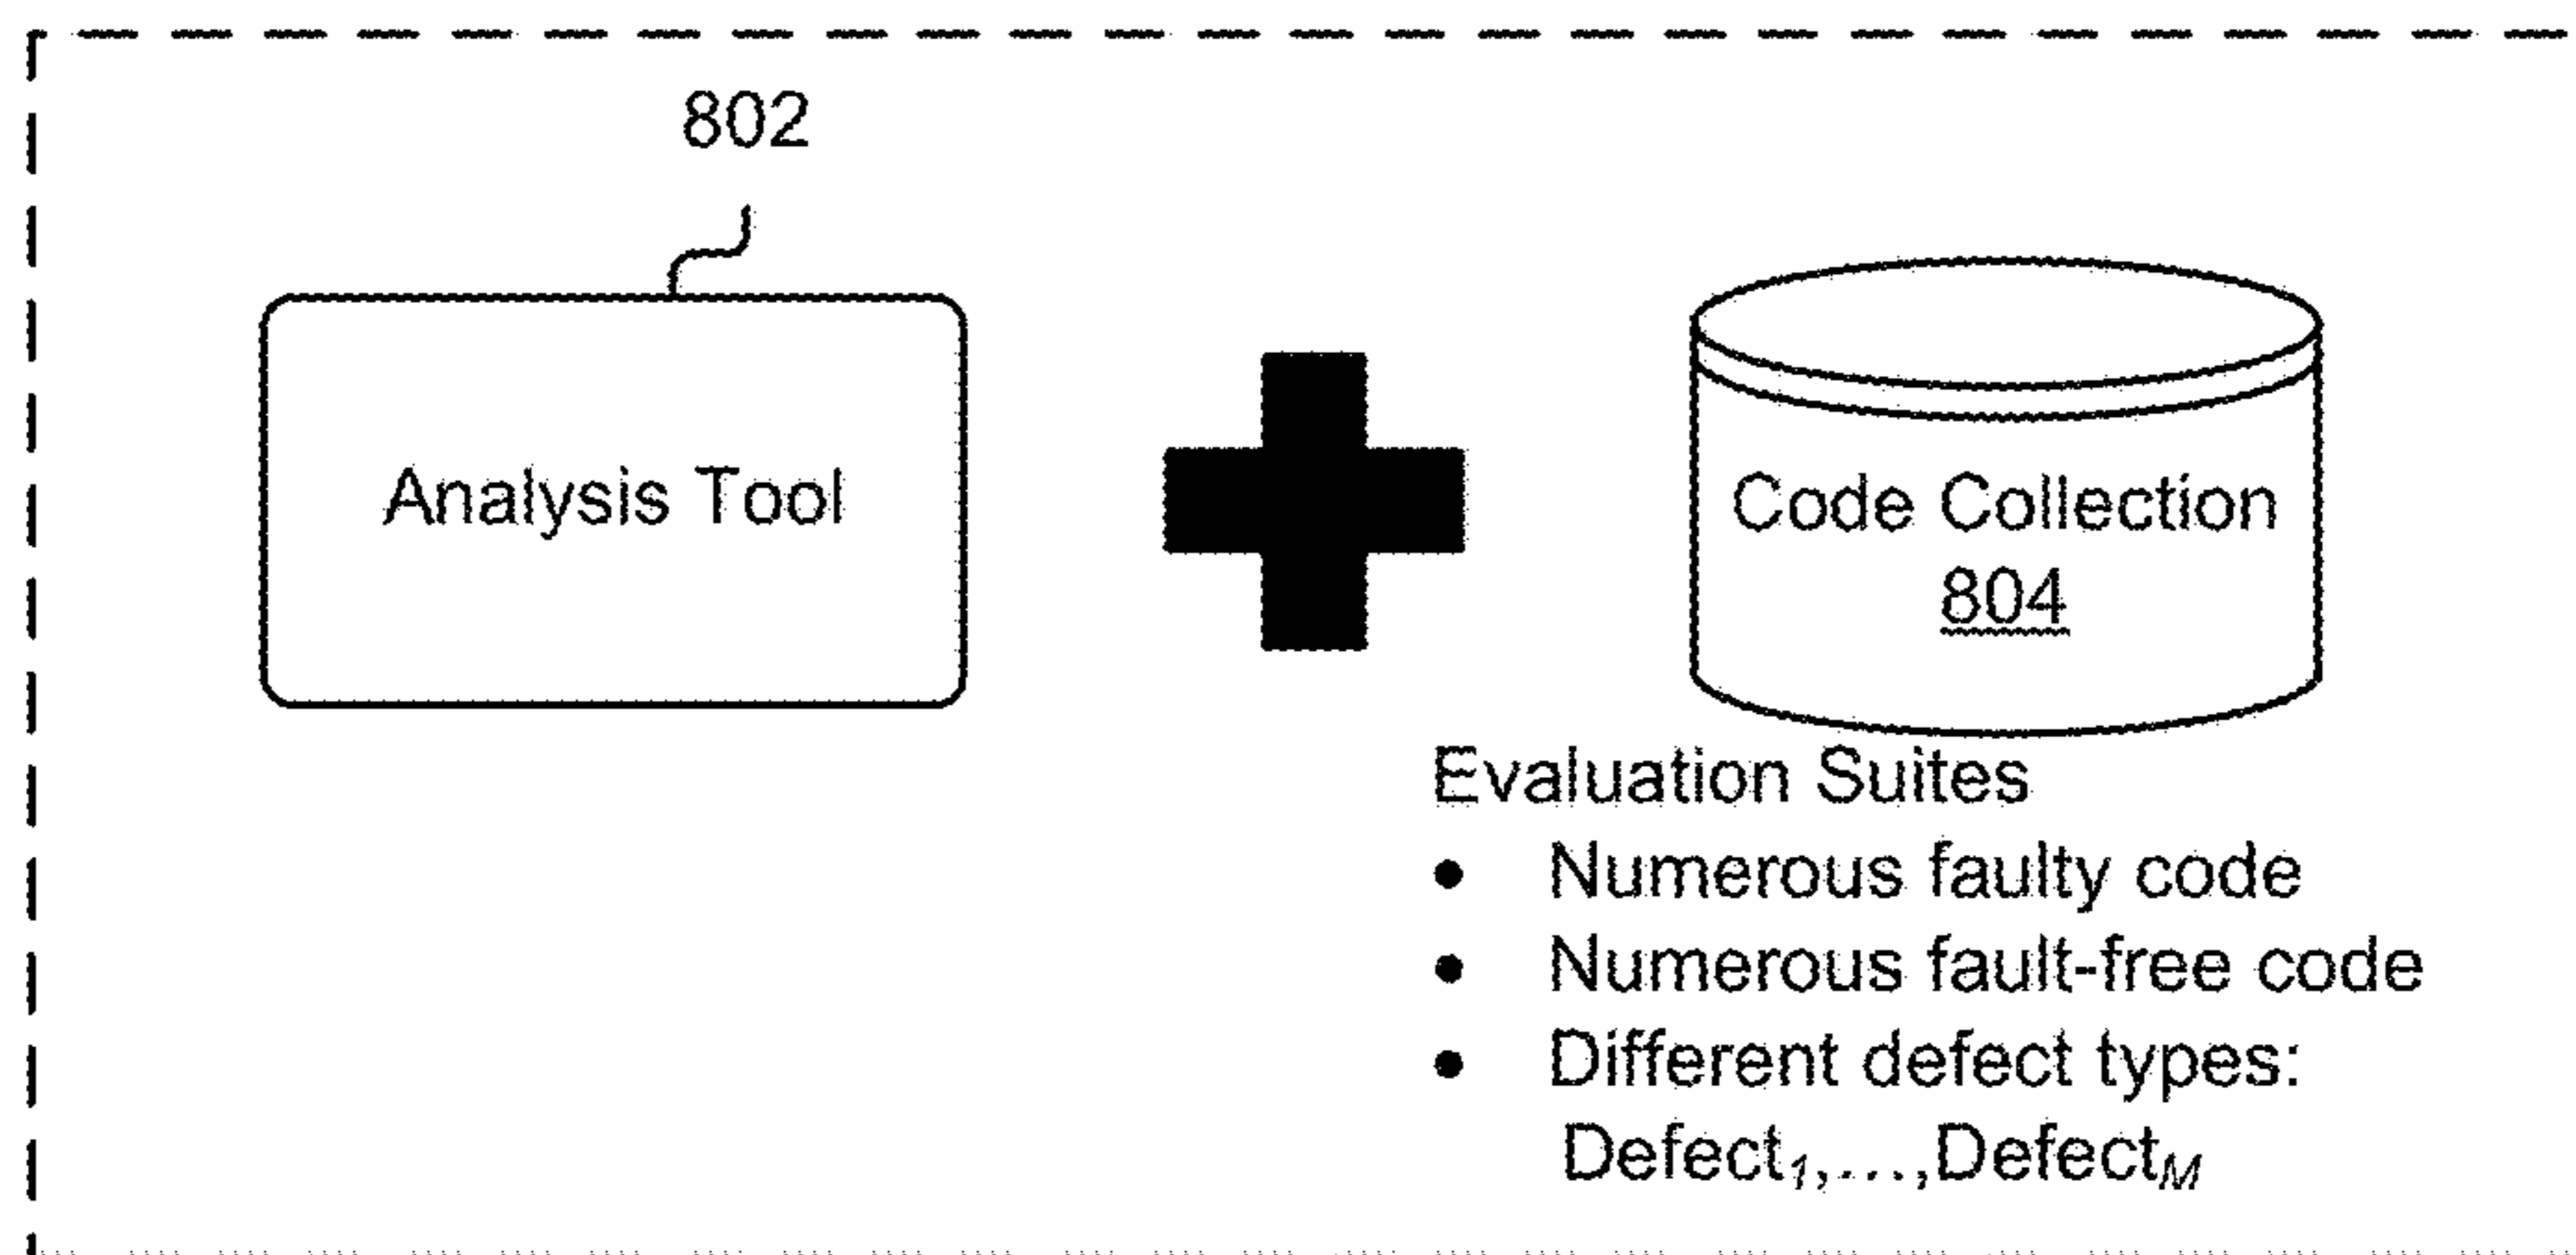 802
Analysis Tool
Code Collection
804
Evaluation Suites
• Numerous faulty code
• Numerous fault-free code
• Different defect types:
Defect₁,...,Defect_M